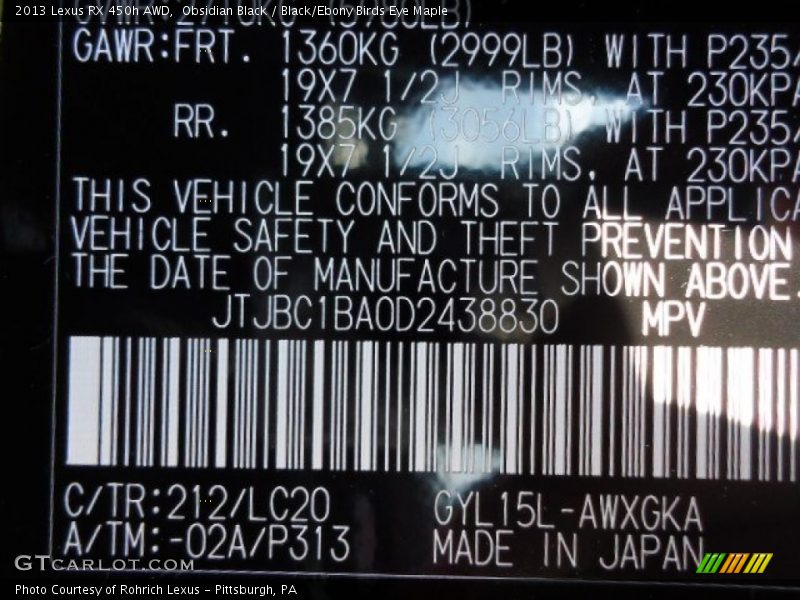 2013 Lexus RX 450h AWD, Obsidian Black / Black/Ebony Birds Eye Maple
GAWR:FRT. 1360KG (2999LB) WITH P235/
19X7 1/2J RIMS, AT 230KPA
RR. 1385KG (3056LB) WITH P235/
19X7 1/2J RIMS, AT 230KPA
THIS VEHICLE CONFORMS TO ALL APPLICA
VEHICLE SAFETY AND THEFT PREVENTION
THE DATE OF MANUFACTURE SHOWN ABOVE.
JTJBC1BA0D2438830 MPV
C/TR:212/LC20 GYL15L-AWXGKA
A/TM:-02A/P313 MADE IN JAPAN
GTCARLOT.COM
Photo Courtesy of Rohrich Lexus - Pittsburgh, PA